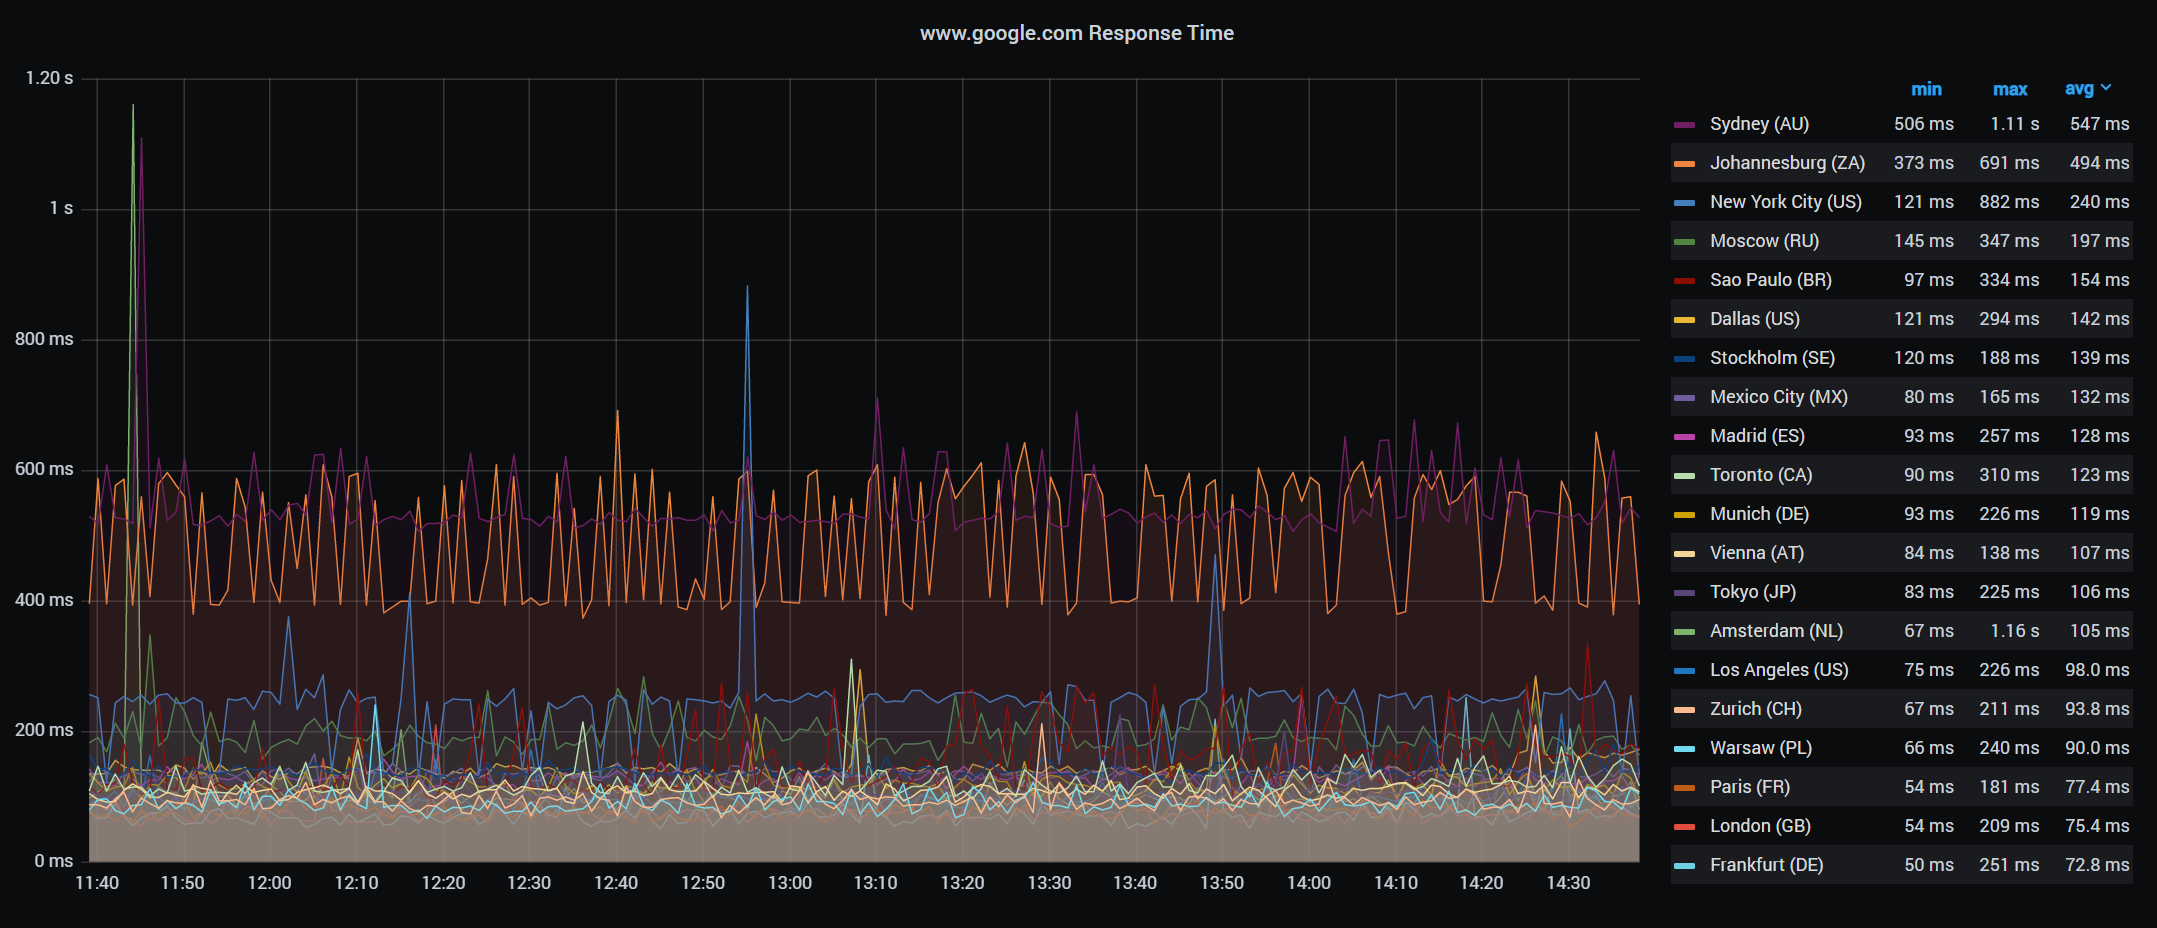 www.google.com Response Time
1.20 s
1 s
800 ms
600 ms
400 ms
200 ms
0 ms
11:40 11:50 12:00 12:10 12:20 12:30 12:40 12:50 13:00 13:10 13:20 13:30 13:40 13:50 14:00 14:10 14:20 14:30
min max avg
Sydney (AU) 506 ms 1.11 s 547 ms
Johannesburg (ZA) 373 ms 691 ms 494 ms
New York City (US) 121 ms 882 ms 240 ms
Moscow (RU) 145 ms 347 ms 197 ms
Sao Paulo (BR) 97 ms 334 ms 154 ms
Dallas (US) 121 ms 294 ms 142 ms
Stockholm (SE) 120 ms 188 ms 139 ms
Mexico City (MX) 80 ms 165 ms 132 ms
Madrid (ES) 93 ms 257 ms 128 ms
Toronto (CA) 90 ms 310 ms 123 ms
Munich (DE) 93 ms 226 ms 119 ms
Vienna (AT) 84 ms 138 ms 107 ms
Tokyo (JP) 83 ms 225 ms 106 ms
Amsterdam (NL) 67 ms 1.16 s 105 ms
Los Angeles (US) 75 ms 226 ms 98.0 ms
Zurich (CH) 67 ms 211 ms 93.8 ms
Warsaw (PL) 66 ms 240 ms 90.0 ms
Paris (FR) 54 ms 181 ms 77.4 ms
London (GB) 54 ms 209 ms 75.4 ms
Frankfurt (DE) 50 ms 251 ms 72.8 ms